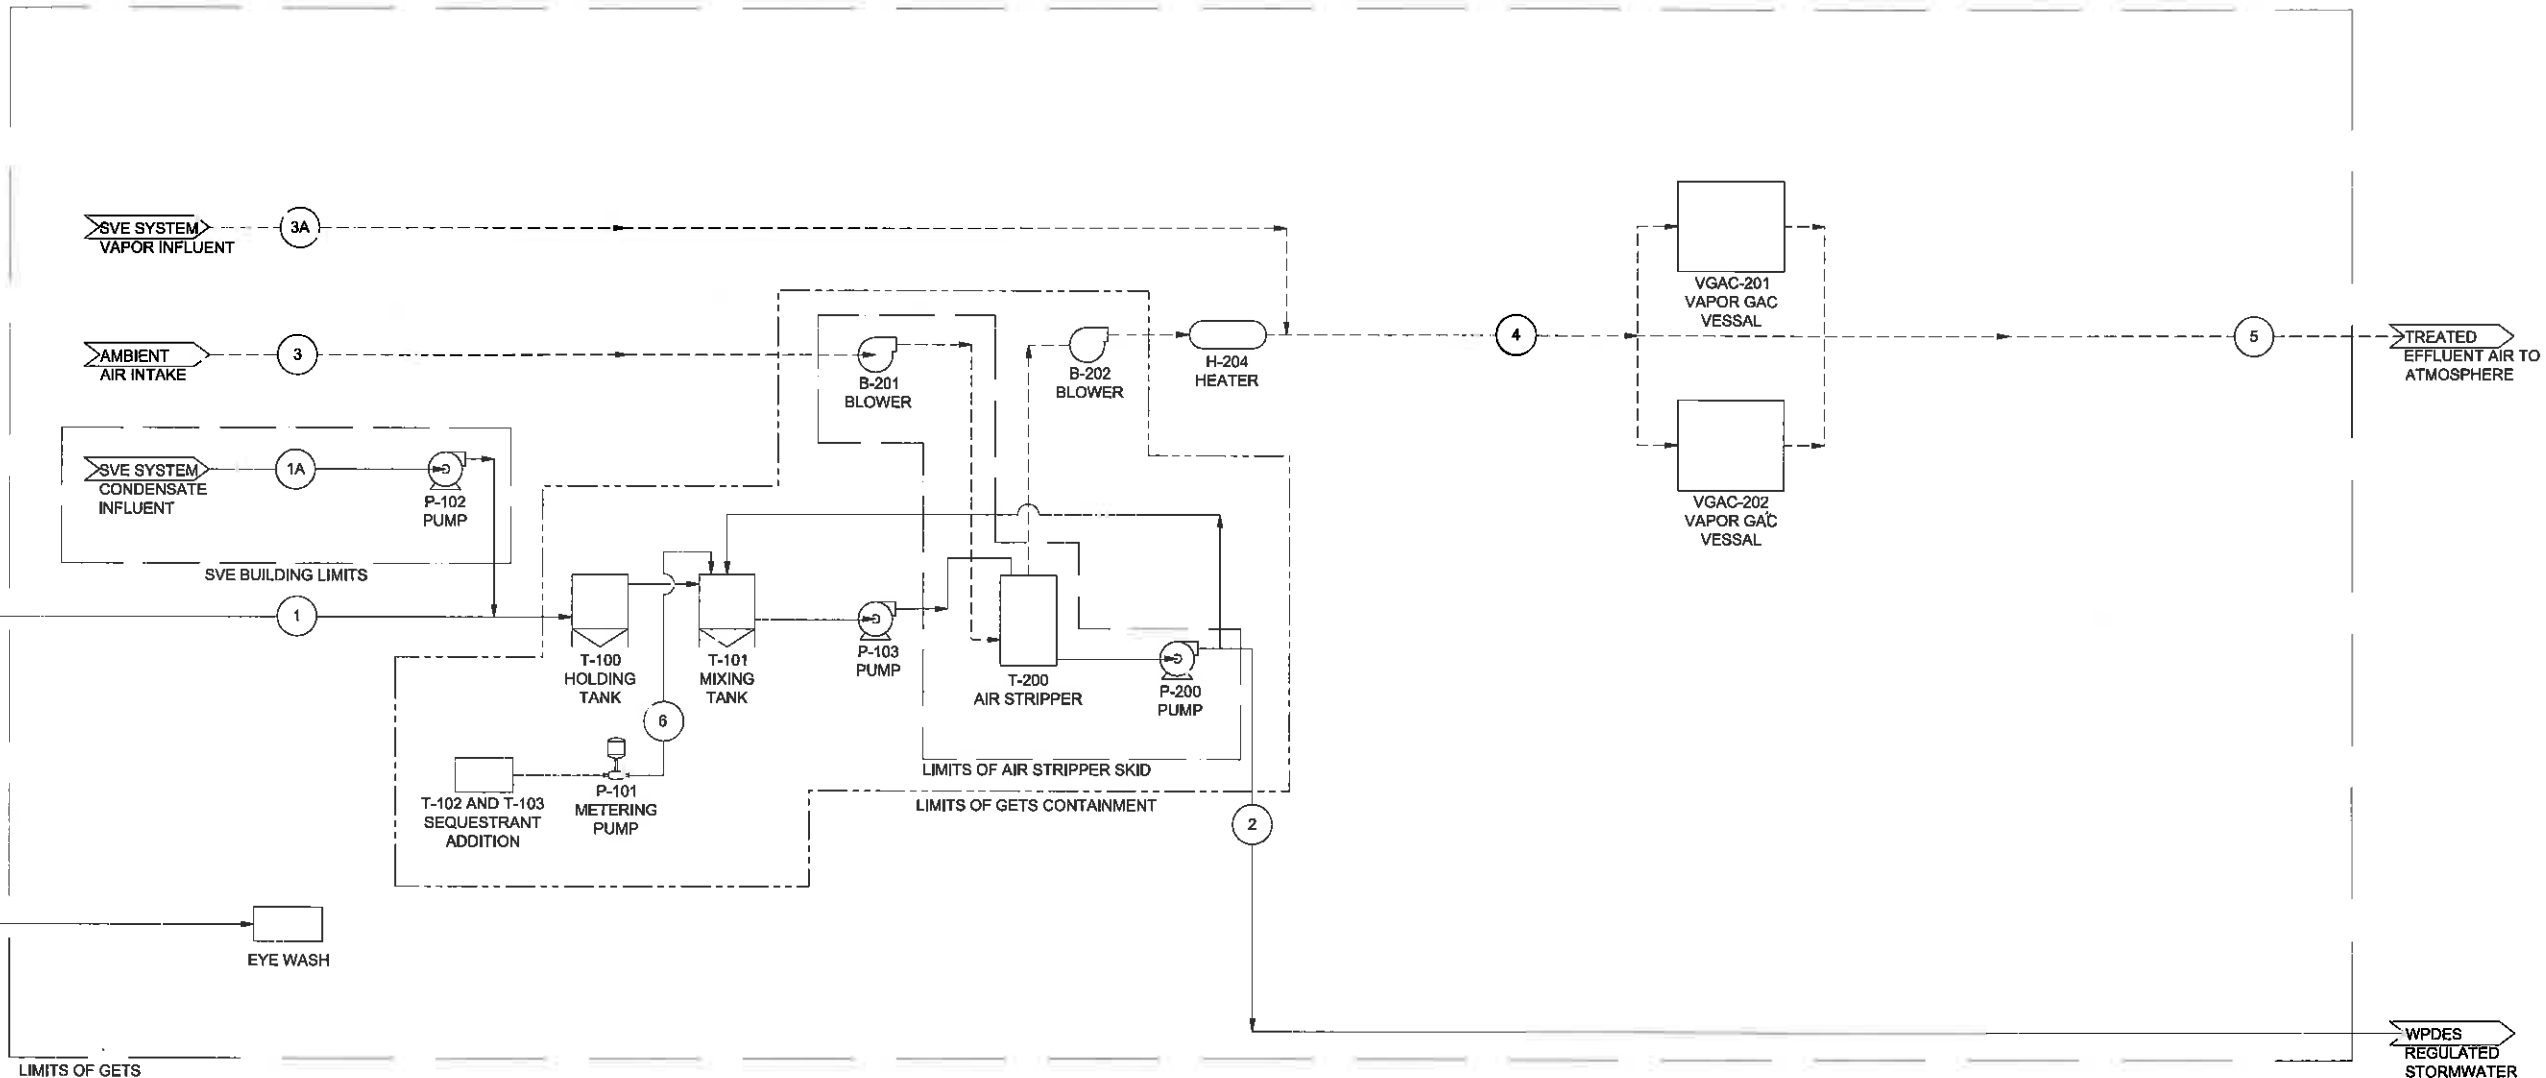 SVE SYSTEM
VAPOR INFLUENT
3A
VGAC-201
VAPOR GAC
VESSAL
AMBIENT
AIR INTAKE
3
B-201
BLOWER
B-202
BLOWER
H-204
HEATER
4
5
TREATED
EFFLUENT AIR TO
ATMOSPHERE
SVE SYSTEM
CONDENSATE
INFLUENT
1A
P-102
PUMP
SVE BUILDING LIMITS
VGAC-202
VAPOR GAC
VESSAL
1
T-100
HOLDING
TANK
T-101
MIXING
TANK
P-103
PUMP
T-200
AIR STRIPPER
P-200
PUMP
6
LIMITS OF AIR STRIPPER SKID
T-102 AND T-103
SEQUESTRANT
ADDITION
P-101
METERING
PUMP
LIMITS OF GETS CONTAINMENT
2
EYE WASH
LIMITS OF GETS
WPDES
REGULATED
STORMWATER